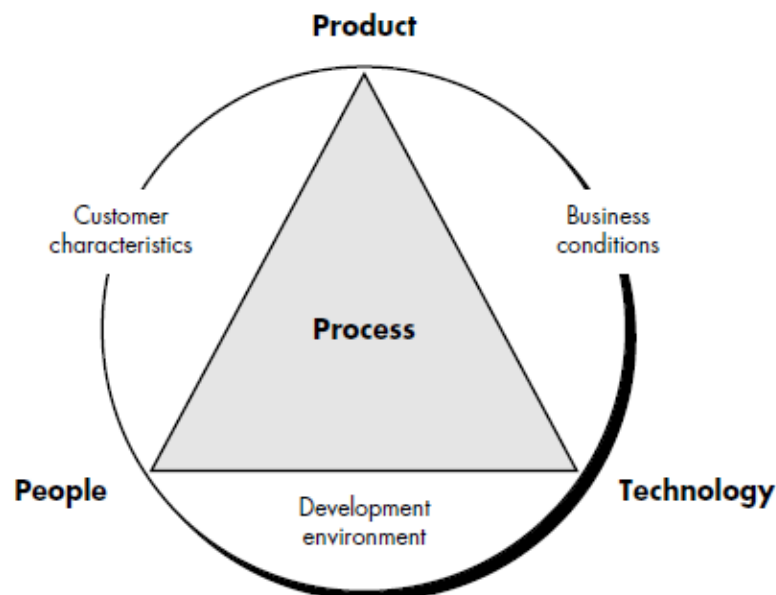 Product
Customer
characteristics
Business
conditions
Process
People
Technology
Development
environment